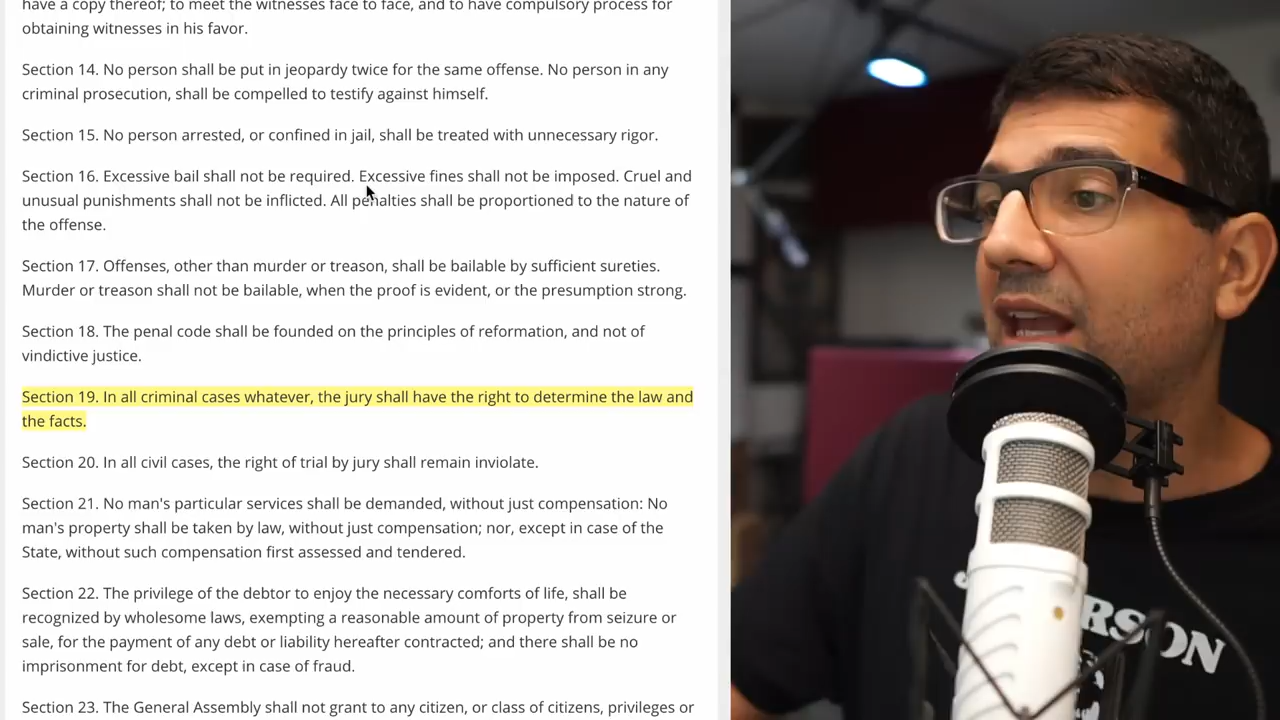 have a copy thereof; to meet the witnesses face to face, and to have compulsory process for
obtaining witnesses in his favor.
Section 14. No person shall be put in jeopardy twice for the same offense. No person in any
criminal prosecution, shall be compelled to testify against himself.
Section 15. No person arrested, or confined in jail, shall be treated with unnecessary rigor.
Section 16. Excessive bail shall not be required. Excessive fines shall not be imposed. Cruel and
unusual punishments shall not be inflicted. All penalties shall be proportioned to the nature of
the offense.
Section 17. Offenses, other than murder or treason, shall be bailable by sufficient sureties.
Murder or treason shall not be bailable, when the proof is evident, or the presumption strong.
Section 18. The penal code shall be founded on the principles of reformation, and not of
vindictive justice.
Section 19. In all criminal cases whatever, the jury shall have the right to determine the law and
the facts.
Section 20. In all civil cases, the right of trial by jury shall remain inviolate.
Section 21. No man's particular services shall be demanded, without just compensation: No
man's property shall be taken by law, without just compensation; nor, except in case of the
State, without such compensation first assessed and tendered.
Section 22. The privilege of the debtor to enjoy the necessary comforts of life, shall be
recognized by wholesome laws, exempting a reasonable amount of property from seizure or
sale, for the payment of any debt or liability hereafter contracted; and there shall be no
imprisonment for debt, except in case of fraud.
Section 23. The General Assembly shall not grant to any citizen, or class of citizens, privileges or